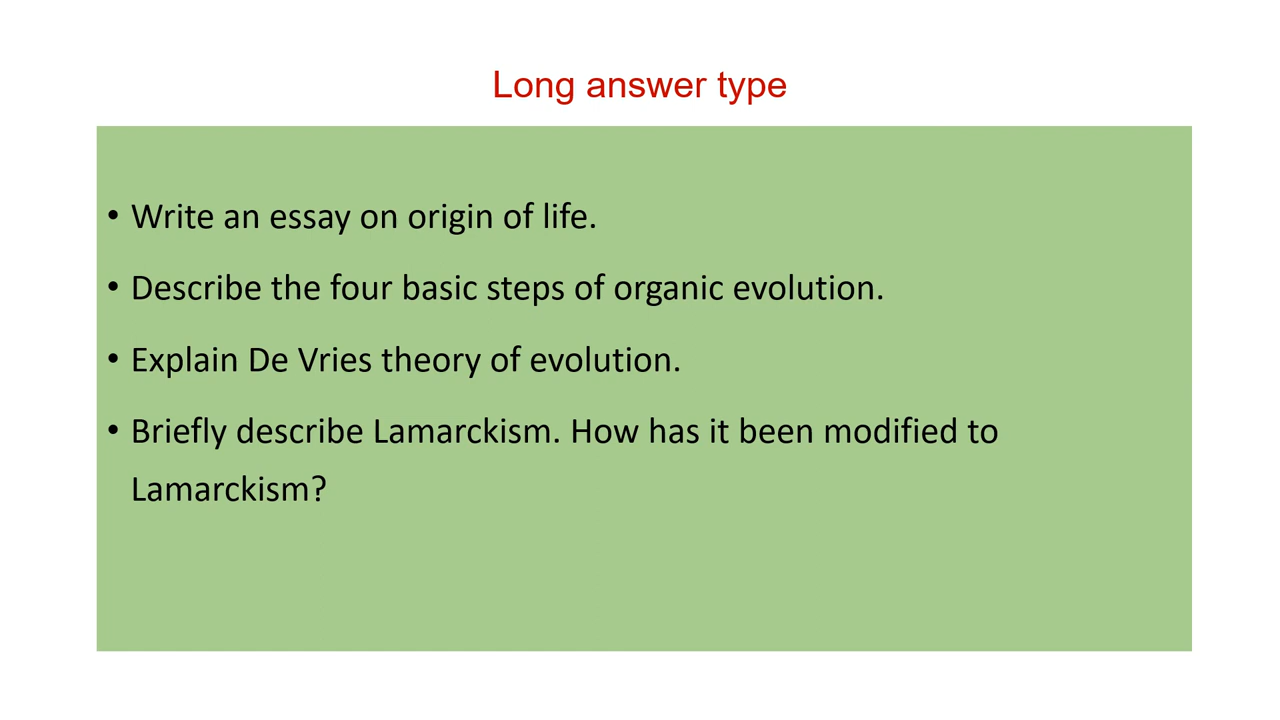 Long answer type
• Write an essay on origin of life.
• Describe the four basic steps of organic evolution.
• Explain De Vries theory of evolution.
• Briefly describe Lamarckism. How has it been modified to
Lamarckism?